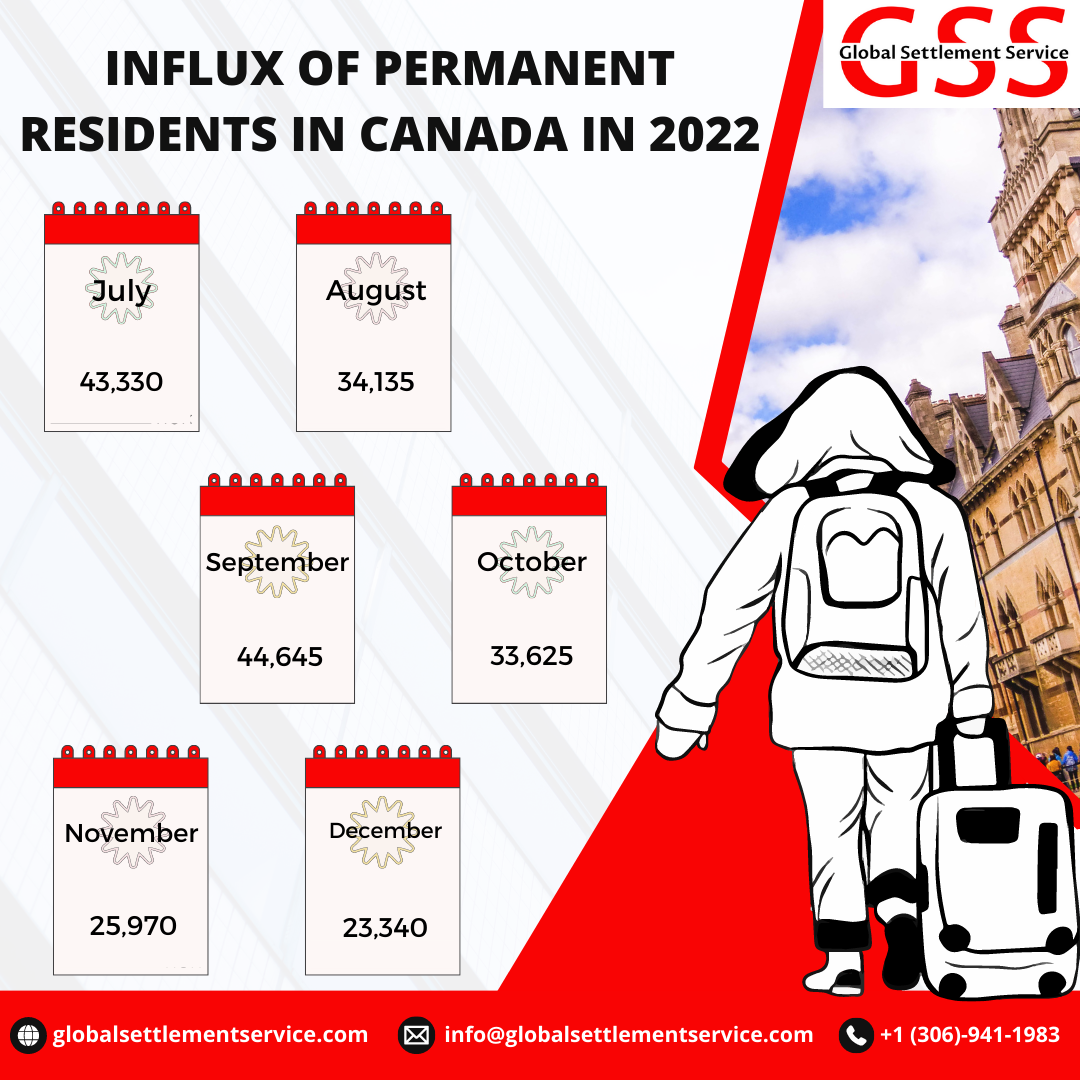 GSS
Global Settlement Service
INFLUX OF PERMANENT
RESIDENTS IN CANADA IN 2022
July
43,330
August
34,135
September
44,645
October
33,625
November
25,970
December
23,340
globalsettlementservice.com
info@globalsettlementservice.com
+1 (306)-941-1983